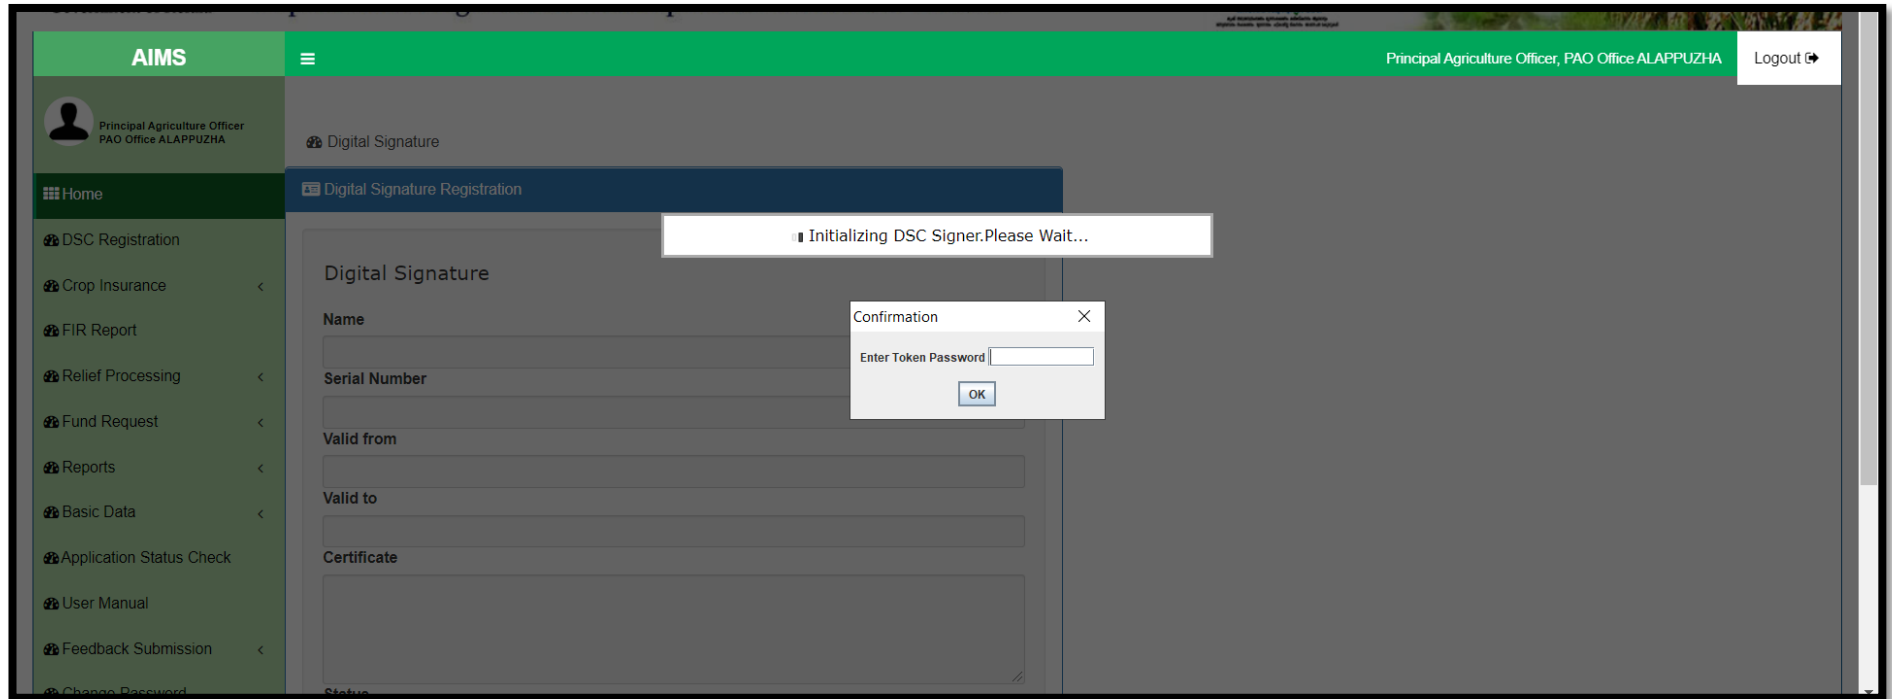 AIMS
Principal Agriculture Officer, PAO Office ALAPPUZHA
Logout
Principal Agriculture Officer
PAO Office ALAPPUZHA
Digital Signature
Home
Digital Signature Registration
DSC Registration
Initializing DSC Signer.Please Wait...
Crop Insurance
Digital Signature
FIR Report
Name
Confirmation
Enter Token Password
OK
Relief Processing
Serial Number
Fund Request
Valid from
Reports
Valid to
Basic Data
Application Status Check
Certificate
User Manual
Feedback Submission
Change Password
Status